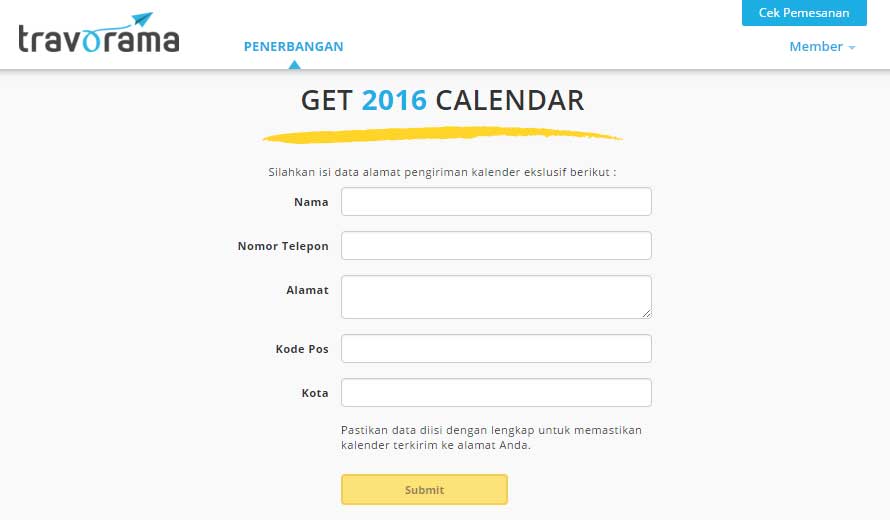 travorama
Cek Pemesanan
PENERBANGAN
Member
GET 2016 CALENDAR
Silahkan isi data alamat pengiriman kalender ekslusif berikut :
Nama
Nomor Telepon
Alamat
Kode Pos
Kota
Pastikan data diisi dengan lengkap untuk memastikan
kalender terkirim ke alamat Anda.
Submit